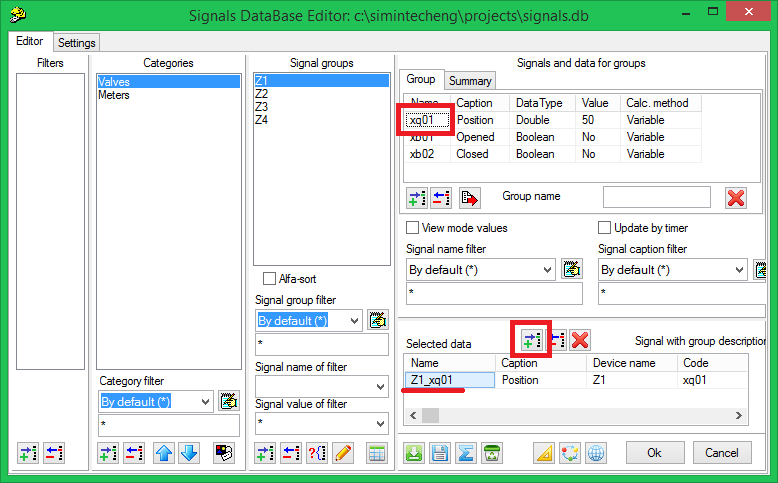 Signals DataBase Editor: c:\simintecheng\projects\signals.db
Editor
Settings
Filters
Categories
Valves
Meters
Category filter
By default (*)
*
Signal groups
Z1
Z2
Z3
Z4
Alfa-sort
Signal group filter
By default (*)
*
Signal name of filter
Signal value of filter
*
Signals and data for groups
Group
Summary
Name Caption DataType Value Calc. method
xq01 Position Double 50 Variable
xb01 Opened Boolean No Variable
xb02 Closed Boolean No Variable
Group name
View mode values
Update by timer
Signal name filter
By default (*)
*
Signal caption filter
By default (*)
*
Selected data
Signal with group description
Name Caption Device name Code
Z1_xq01 Position Z1 xq01
Ok
Cancel